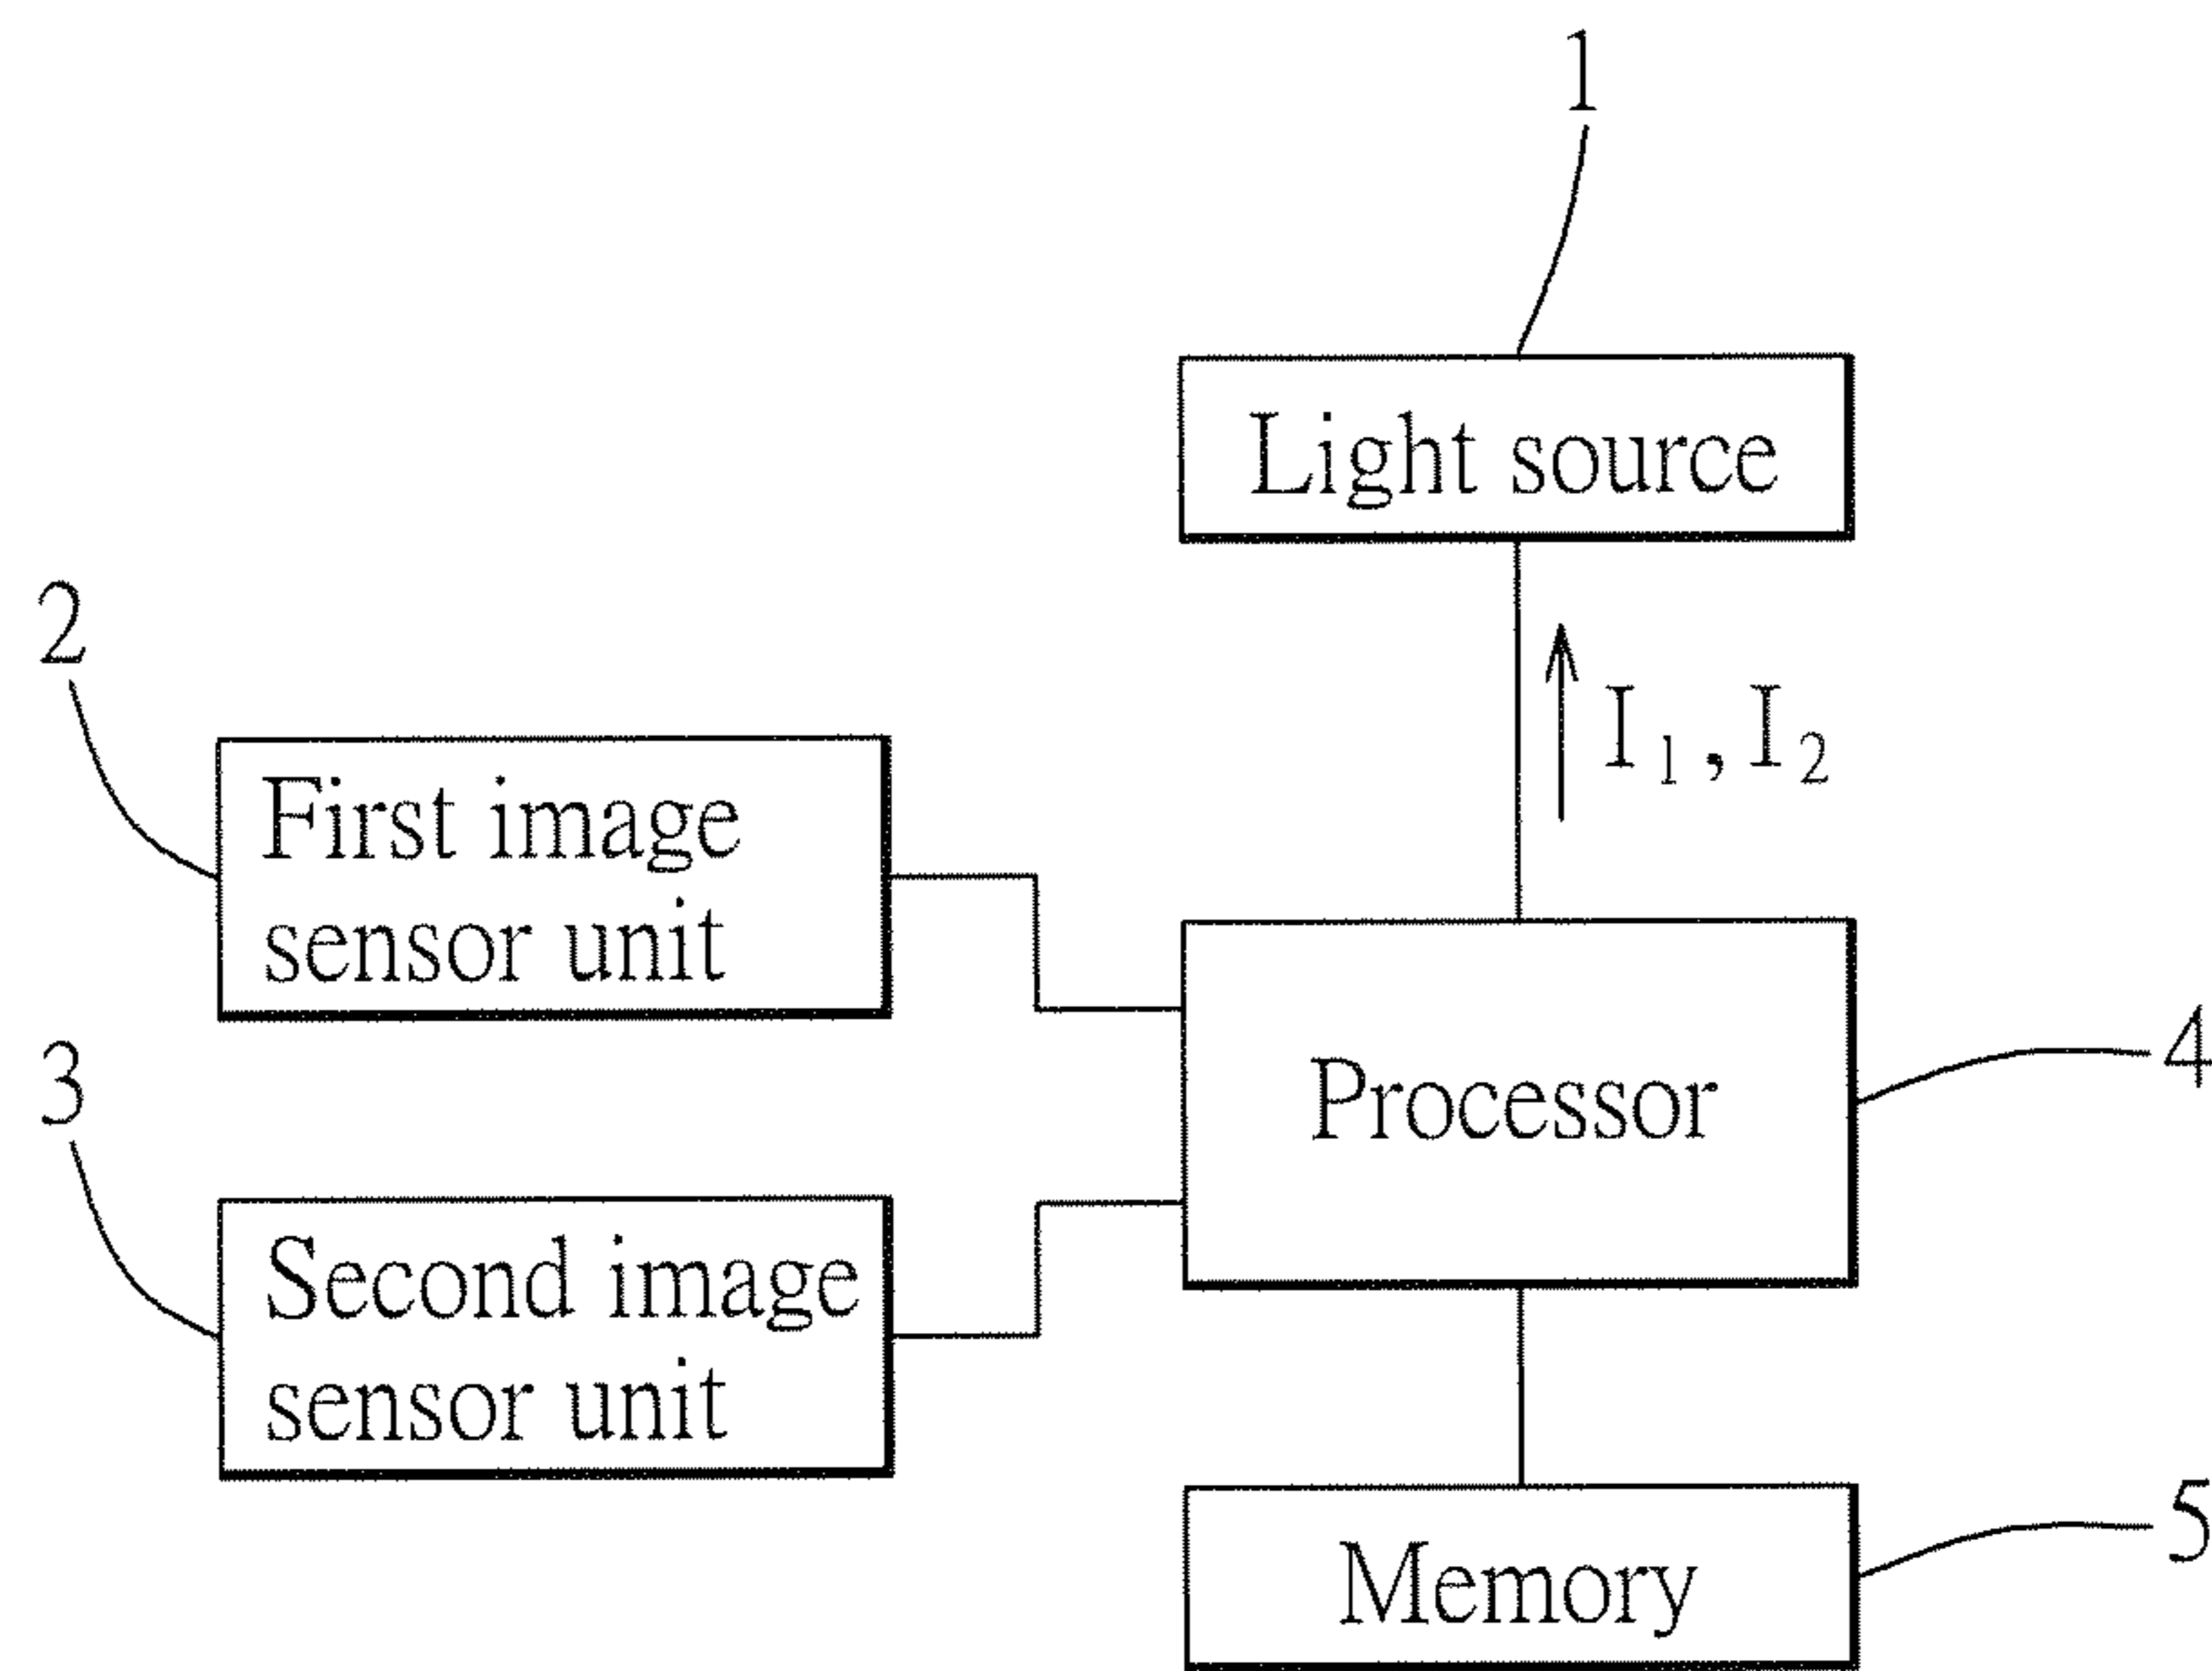 1
Light source
I₁, I₂
2
First image
sensor unit
3
Second image
sensor unit
Processor
4
Memory
5